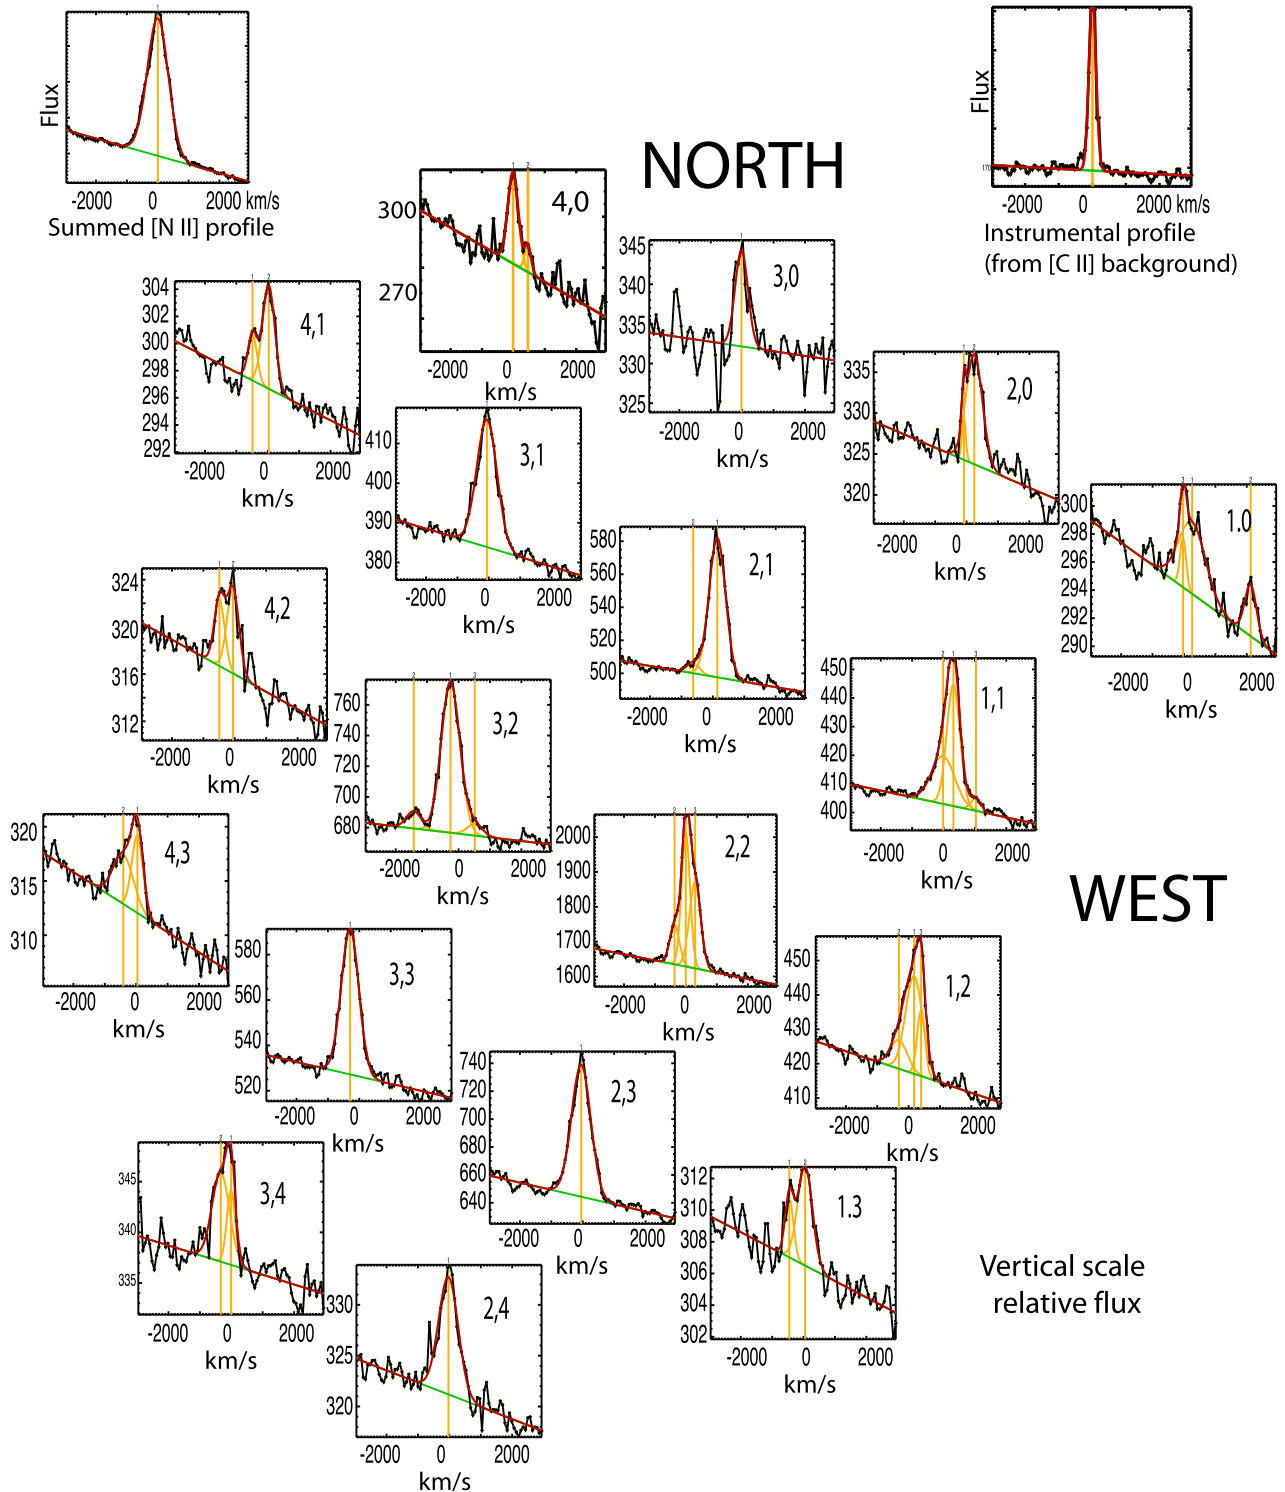 Flux
-2000 0 2000 km/s
Summed [N II] profile
Flux
170
-2000 0 2000 km/s
Instrumental profile
(from [C II] background)
NORTH
4,0
300
270
-2000 0 2000
km/s
3,0
345
340
335
330
325
-2000 0 2000
km/s
4,1
304
302
300
298
296
294
292
-2000 0 2000
km/s
2,0
335
330
325
320
-2000 0 2000
km/s
3,1
410
400
390
380
-2000 0 2000
km/s
1.0
300
298
296
294
292
290
-2000 0 2000
km/s
2,1
580
560
540
520
500
-2000 0 2000
km/s
4,2
324
320
316
312
-2000 0 2000
km/s
1,1
450
440
430
420
410
400
-2000 0 2000
km/s
3,2
760
740
720
700
680
-2000 0 2000
km/s
4,3
320
315
310
-2000 0 2000
km/s
2,2
2000
1900
1800
1700
1600
-2000 0 2000
km/s
WEST
3,3
580
560
540
520
-2000 0 2000
km/s
1,2
450
440
430
420
410
-2000 0 2000
km/s
2,3
740
720
700
680
660
640
-2000 0 2000
km/s
3,4
345
340
335
-2000 0 2000
km/s
1.3
312
310
308
306
304
302
-2000 0 2000
km/s
2,4
330
325
320
-2000 0 2000
km/s
Vertical scale
relative flux